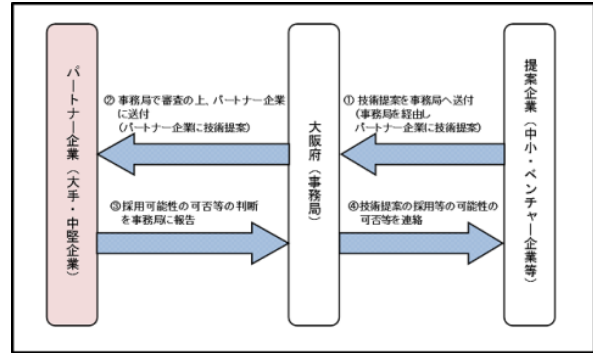 パートナー企業（大手・中堅企業）
② 事務局で審査の上、パートナー企業
に送付
（パートナー企業に技術提案）
③採用可能性の可否等の判断
を事務局に報告
大阪府（事務局）
① 技術提案を事務局へ送付
（事務局を経由し
パートナー企業に技術提案）
④技術提案の採用等の可能性の
可否等を連絡
提案企業（中小・ベンチャー企業等）